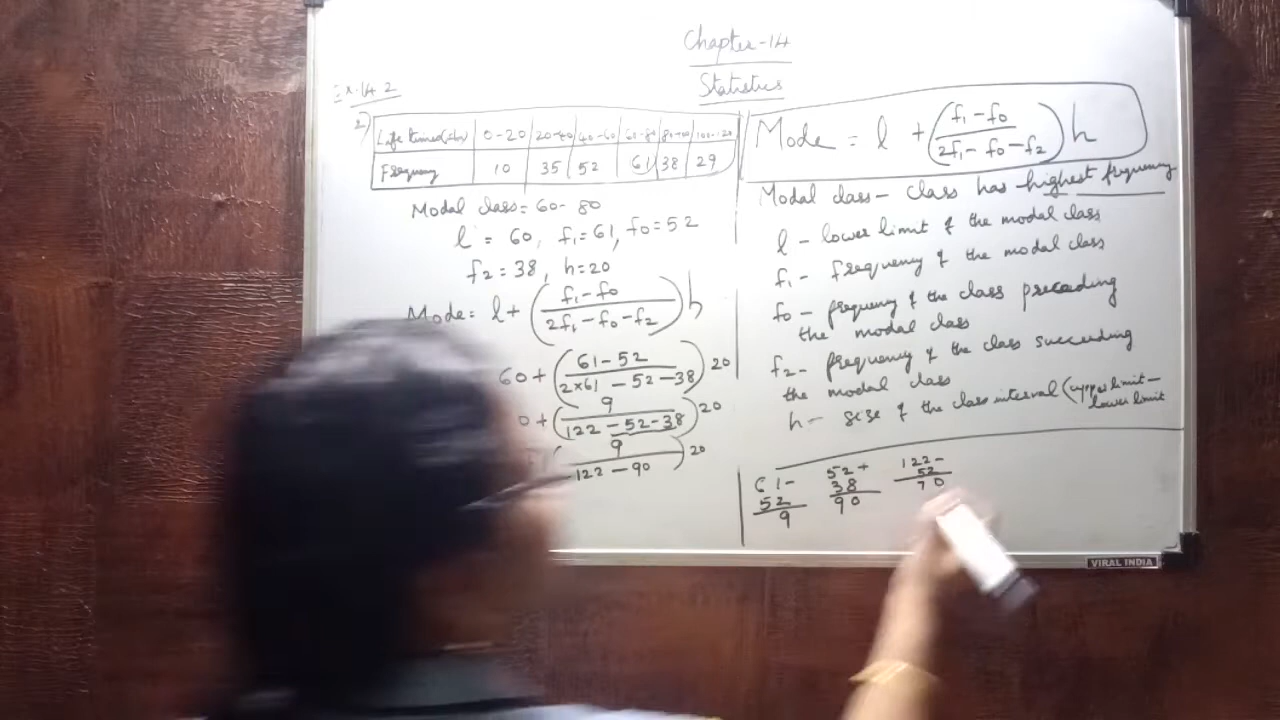 Chapter-14
Statistics
Ex.14.2
2)
Life times(hr) 0-20 20-40 40-60 60-80 80-100 100-120
Frequency 10 35 52 61 38 29
Modal class = 60-80
l = 60, f₁=61, f0=52
f2=38, h=20
Mode= l+ (f₁-f0 / 2f₁-f0-f2) h
60+ (61-52 / 2×61-52-38) 20
0+ (9 / 122-52-38) 20
(9 / 122-90) 20
Mode = l + (f₁-f0 / 2f₁-f0-f2) h
Modal class- class has highest frequency
l - lower limit of the modal class
f₁ - frequency of the modal class
f0 - frequency of the class preceeding
the modal class
f2 - frequency of the class succeeding
the modal class
h- size of the class interval (upper limit-
lower limit
61-
52
9
52+
38
90
122-
52
70
VIRAL INDIA